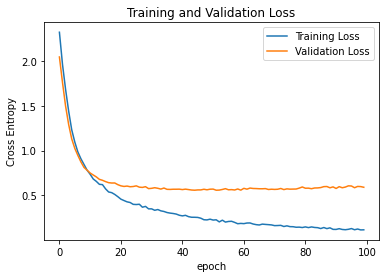 Training and Validation Loss
Training Loss
Validation Loss
Cross Entropy
2.0
1.5
1.0
0.5
0 20 40 60 80 100
epoch